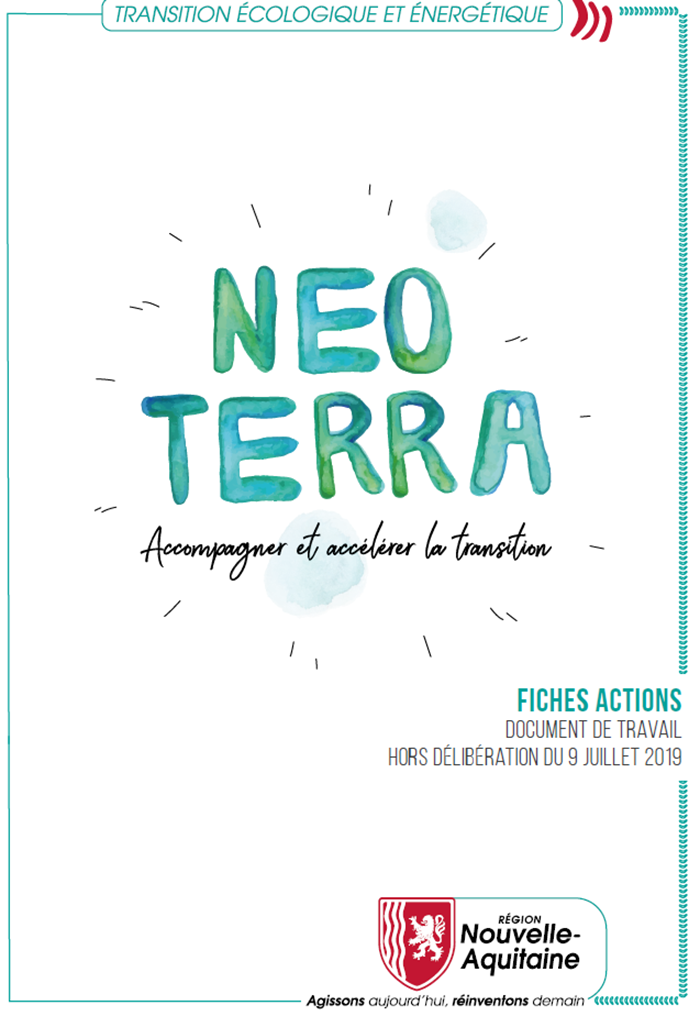 TRANSITION ÉCOLOGIQUE ET ÉNERGÉTIQUE
NEO
TERRA
Accompagner et accélérer la transition
FICHES ACTIONS
DOCUMENT DE TRAVAIL
HORS DÉLIBÉRATION DU 9 JUILLET 2019
RÉGION
Nouvelle-
Aquitaine
Agissons aujourd'hui, réinventons demain